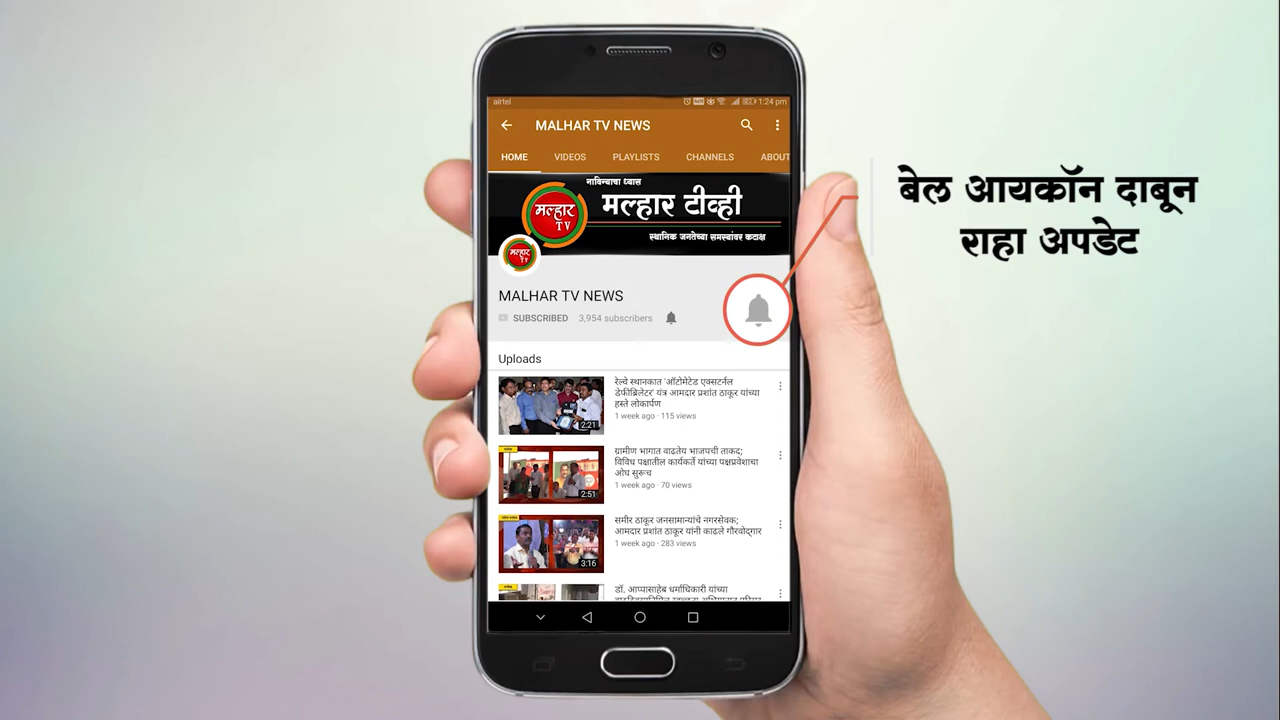 airtel 1:24 pm
MALHAR TV NEWS
HOME VIDEOS PLAYLISTS CHANNELS ABOUT
नाविन्याचा ध्यास
मल्हार टीव्ही
मल्हार
TV
स्थानिक जनतेच्या समस्यांवर कटाक्ष
मल्हार
TV
MALHAR TV NEWS
SUBSCRIBED 3,954 subscribers
बेल आयकॉन दाबून
राहा अपडेट
Uploads
रेल्वे स्थानकात 'ऑटोमेटेड एक्सटर्नल
डेफीब्रिलेटर' यंत्र आमदार प्रशांत ठाकूर यांच्या
हस्ते लोकार्पण
1 week ago · 115 views
2:21
ग्रामीण भागात वाढतेय भाजपची ताकद;
विविध पक्षातील कार्यकर्ते यांच्या पक्षप्रवेशाचा
ओघ सुरूच
1 week ago · 70 views
2:51
समीर ठाकूर जनसामान्यांचे नगरसेवक;
आमदार प्रशांत ठाकूर यांनी काढले गौरवोद्गार
1 week ago · 283 views
3:16
डॉ. आप्पासाहेब धर्माधिकारी यांच्या